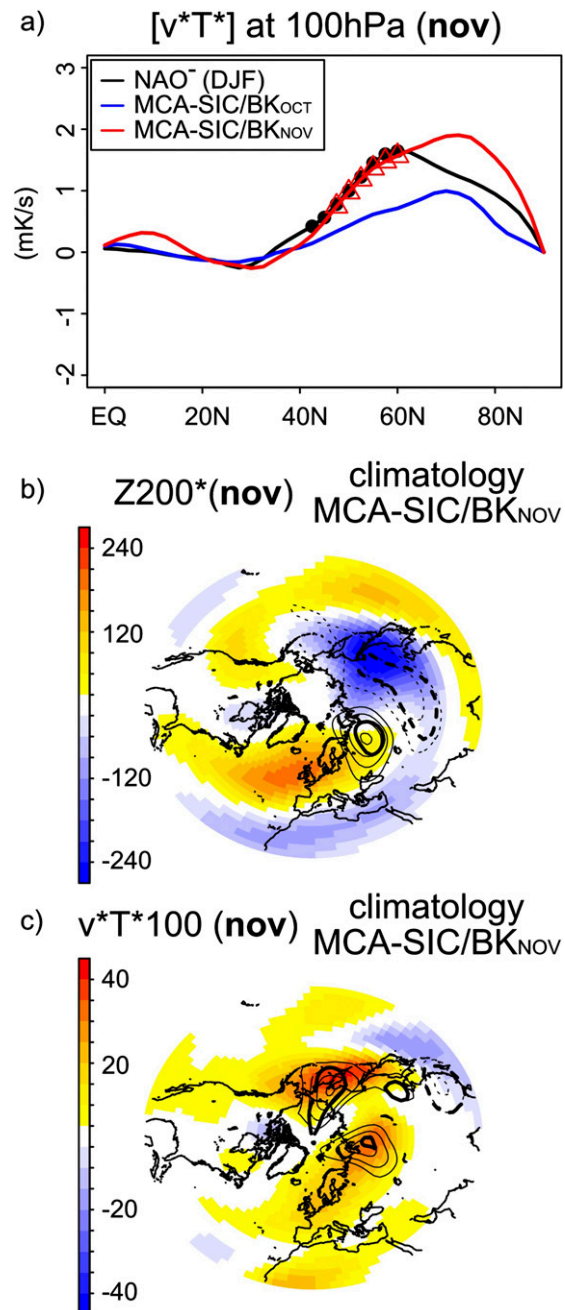 a) [v*T*] at 100hPa (nov)
3
2
1
0
-1
-2
(mK/s)
NAO⁻ (DJF)
MCA-SIC/BKOCT
MCA-SIC/BKNOV
EQ 20N 40N 60N 80N
b) Z200*(nov) climatology
MCA-SIC/BKNOV
240
120
-120
-240
c) v*T*100 (nov) climatology
MCA-SIC/BKNOV
40
20
-20
-40